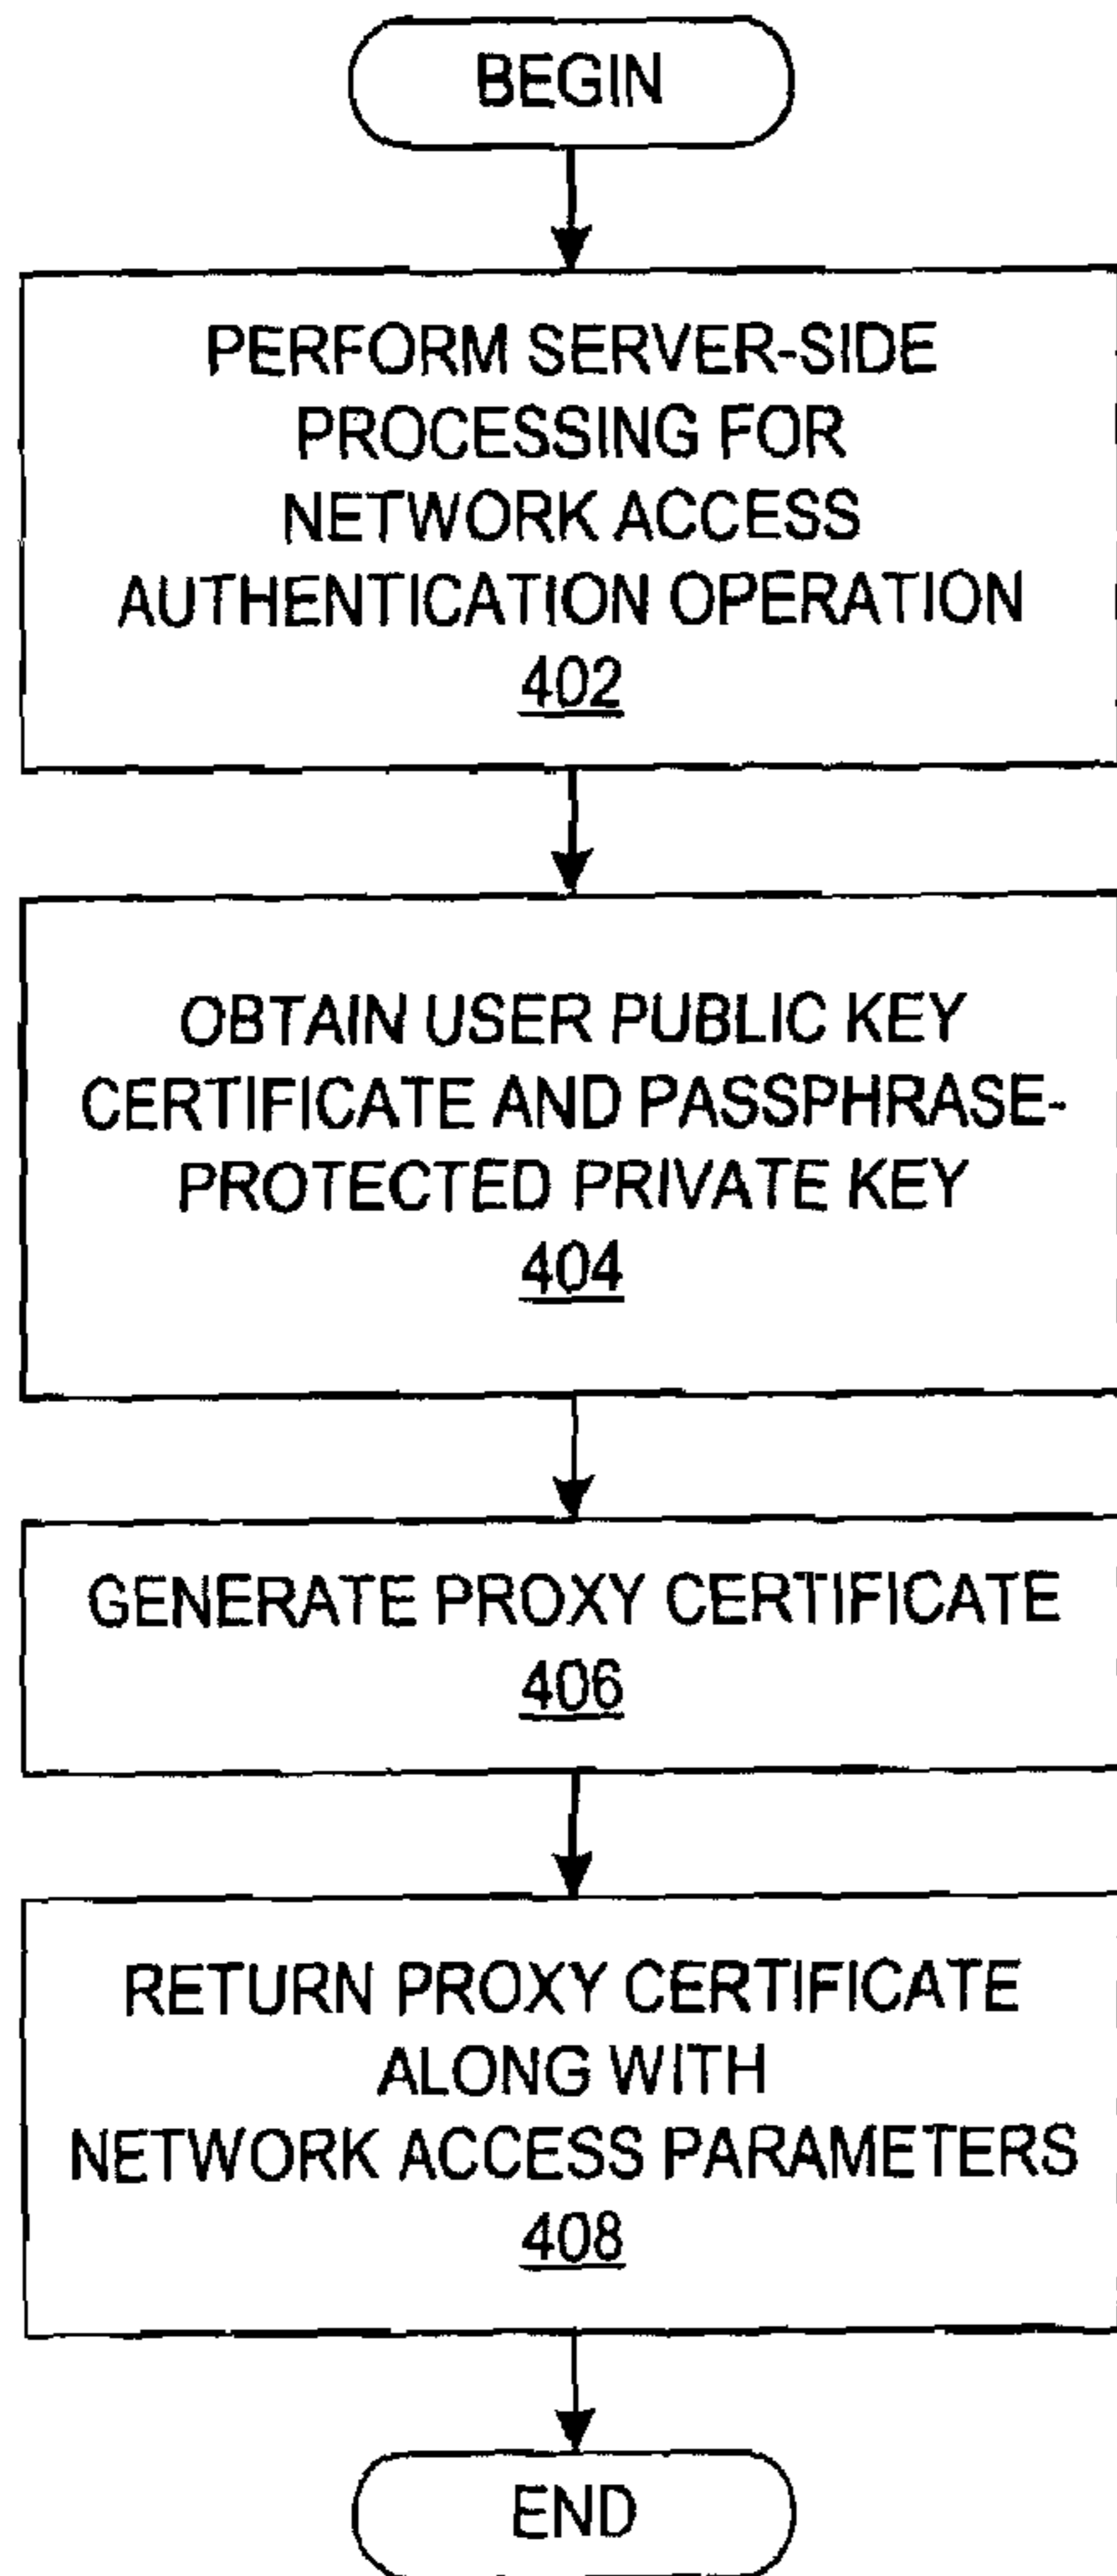 BEGIN
PERFORM SERVER-SIDE
PROCESSING FOR
NETWORK ACCESS
AUTHENTICATION OPERATION
402
OBTAIN USER PUBLIC KEY
CERTIFICATE AND PASSPHRASE-
PROTECTED PRIVATE KEY
404
GENERATE PROXY CERTIFICATE
406
RETURN PROXY CERTIFICATE
ALONG WITH
NETWORK ACCESS PARAMETERS
408
END